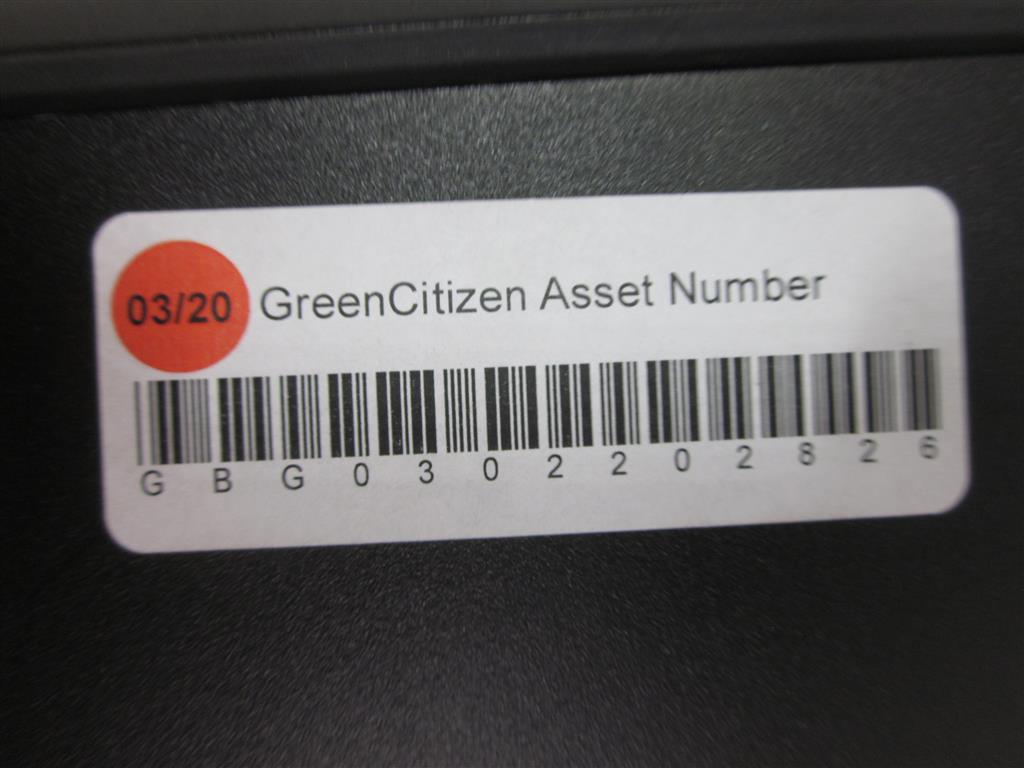 03/20 GreenCitizen Asset Number
G B G 0 3 0 2 2 0 2 8 2 6